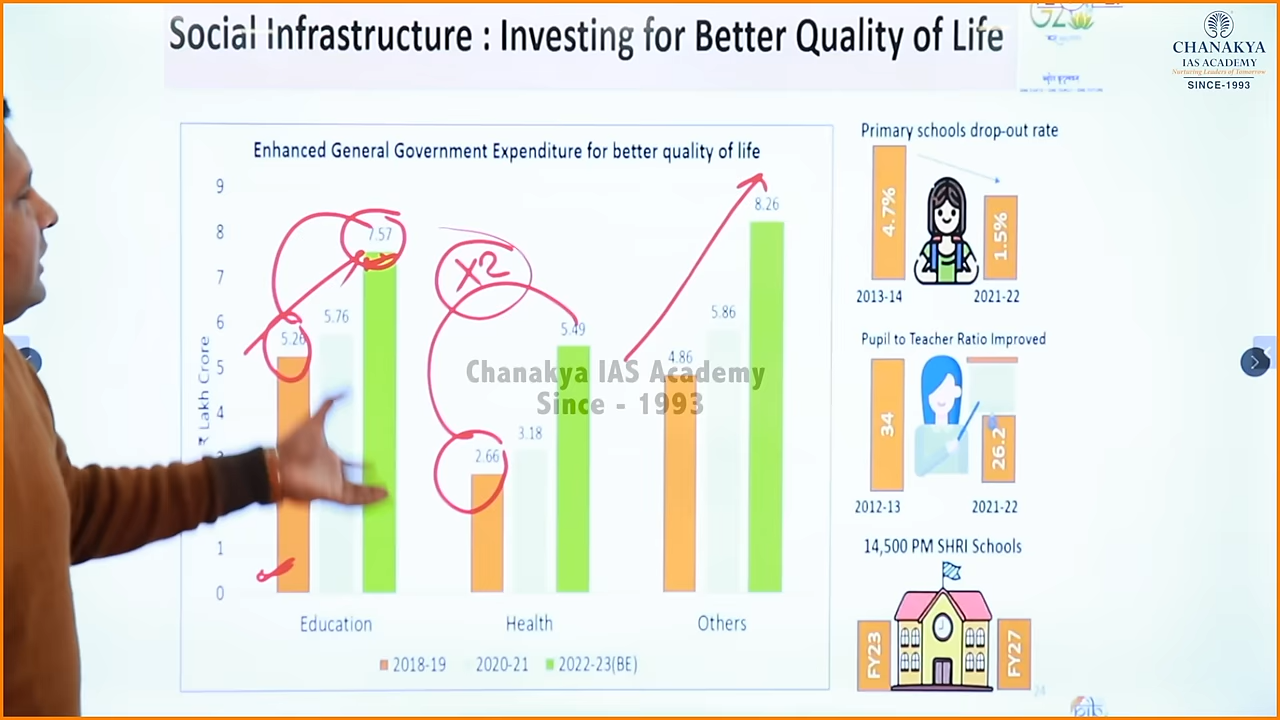 Social Infrastructure : Investing for Better Quality of Life
CHANAKYA
IAS ACADEMY
Nurturing Leaders of Tomorrow
SINCE-1993
Enhanced General Government Expenditure for better quality of life
₹ Lakh Crore
9
8
7
6
5
4
1
0
5.26
5.76
7.57
2.66
3.18
5.49
4.86
5.86
8.26
X2
Education
Health
Others
2018-19
2020-21
2022-23(BE)
Chanakya IAS Academy
Since - 1993
Primary schools drop-out rate
4.7%
1.5%
2013-14
2021-22
Pupil to Teacher Ratio Improved
34
26.2
2012-13
2021-22
14,500 PM SHRI Schools
FY23
FY27
24